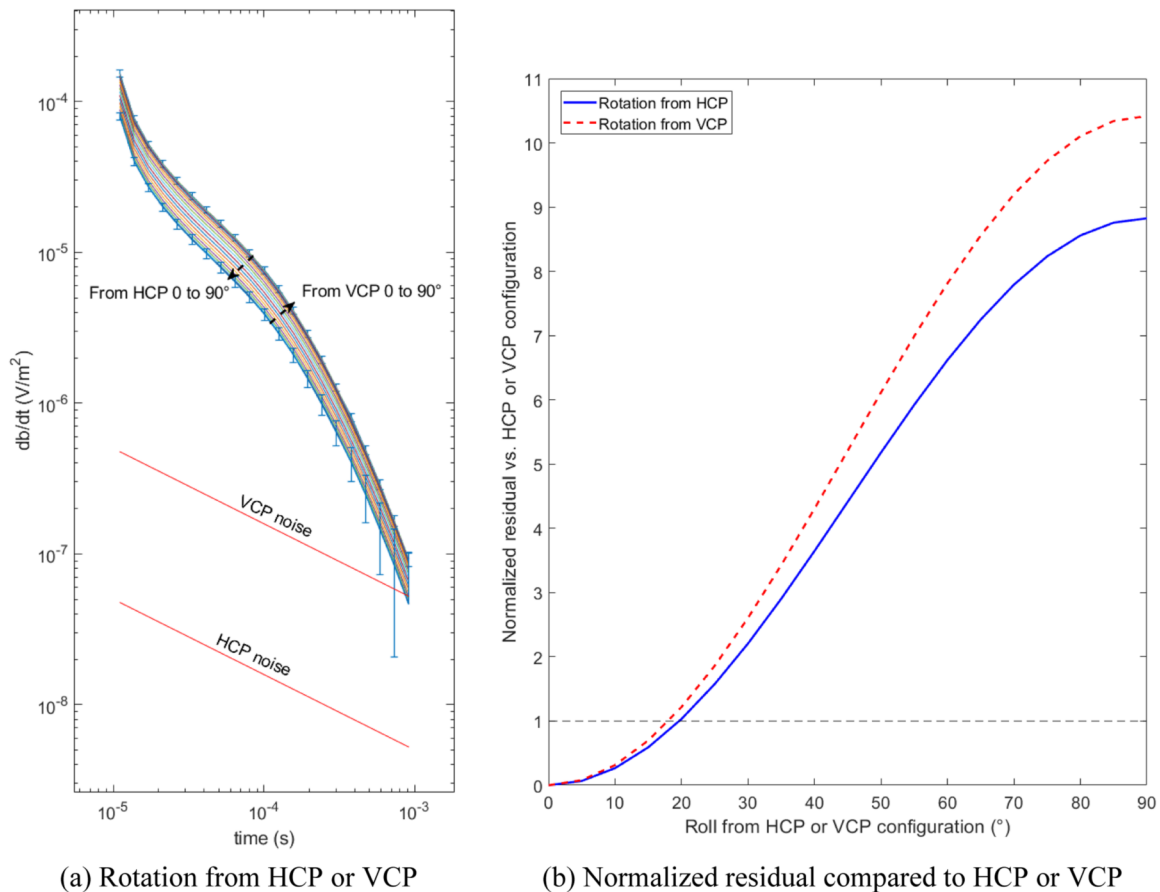 10⁻⁴
10⁻⁵
10⁻⁶
10⁻⁷
10⁻⁸
db/dt (V/m²)
From HCP 0 to 90°
From VCP 0 to 90°
VCP noise
HCP noise
10⁻⁵ 10⁻⁴ 10⁻³
time (s)
(a) Rotation from HCP or VCP
11
10
9
8
7
6
5
4
3
2
1
0
Normalized residual vs. HCP or VCP configuration
Rotation from HCP
Rotation from VCP
0 10 20 30 40 50 60 70 80 90
Roll from HCP or VCP configuration (°)
(b) Normalized residual compared to HCP or VCP